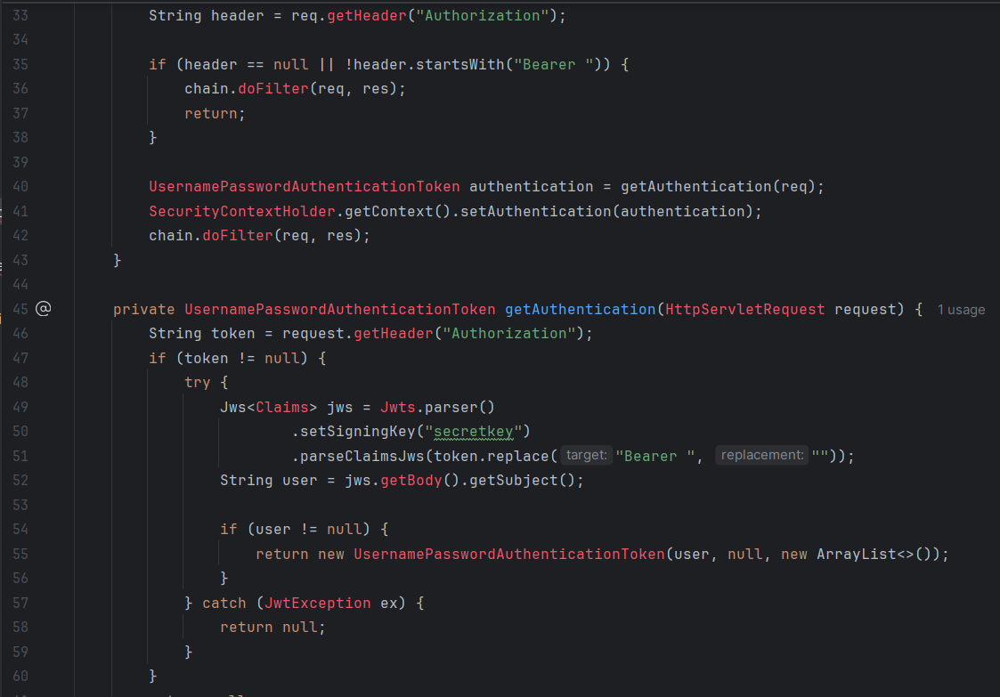 33 String header = req.getHeader("Authorization");
34
35 if (header == null || !header.startsWith("Bearer ")) {
36 chain.doFilter(req, res);
37 return;
38 }
39
40 UsernamePasswordAuthenticationToken authentication = getAuthentication(req);
41 SecurityContextHolder.getContext().setAuthentication(authentication);
42 chain.doFilter(req, res);
43 }
44
45 @ private UsernamePasswordAuthenticationToken getAuthentication(HttpServletRequest request) { 1 usage
46 String token = request.getHeader("Authorization");
47 if (token != null) {
48 try {
49 Jws<Claims> jws = Jwts.parser()
50 .setSigningKey("secretkey")
51 .parseClaimsJws(token.replace( target: "Bearer ", replacement: ""));
52 String user = jws.getBody().getSubject();
53
54 if (user != null) {
55 return new UsernamePasswordAuthenticationToken(user, null, new ArrayList<>());
56 }
57 } catch (JwtException ex) {
58 return null;
59 }
60 }